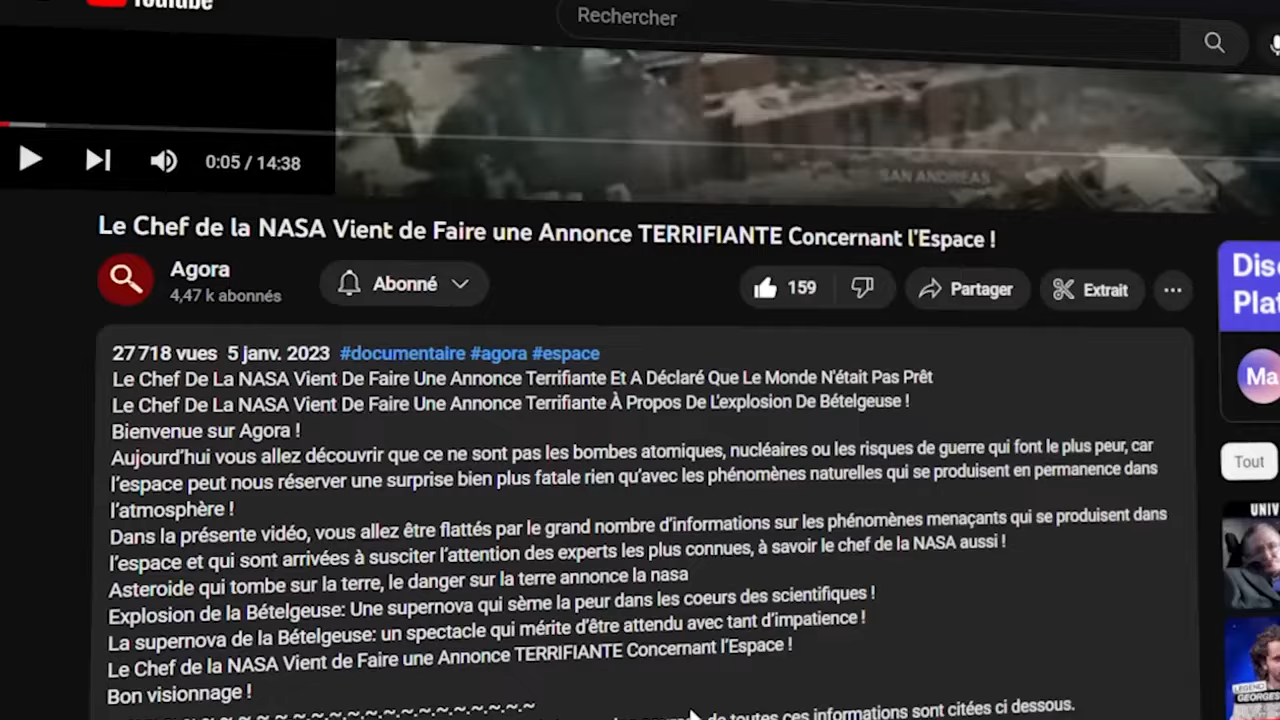 YouTube
Rechercher
SAN ANDREAS
0:05 / 14:38
Le Chef de la NASA Vient de Faire une Annonce TERRIFIANTE Concernant l'Espace !
Agora
4,47 k abonnés
Abonné
159
Partager
Extrait
27 718 vues 5 janv. 2023 #documentaire #agora #espace
Le Chef De La NASA Vient De Faire Une Annonce Terrifiante Et A Déclaré Que Le Monde N'était Pas Prêt
Le Chef De La NASA Vient De Faire Une Annonce Terrifiante À Propos De L'explosion De Bételgeuse !
Bienvenue sur Agora !
Aujourd'hui vous allez découvrir que ce ne sont pas les bombes atomiques, nucléaires ou les risques de guerre qui font le plus peur, car
l'espace peut nous réserver une surprise bien plus fatale rien qu'avec les phénomènes naturelles qui se produisent en permanence dans
l'atmosphère !
Dans la présente vidéo, vous allez être flattés par le grand nombre d'informations sur les phénomènes menaçants qui se produisent dans
l'espace et qui sont arrivées à susciter l'attention des experts les plus connues, à savoir le chef de la NASA aussi !
Asteroide qui tombe sur la terre, le danger sur la terre annonce la nasa
Explosion de la Bételgeuse: Une supernova qui sème la peur dans les coeurs des scientifiques !
La supernova de la Bételgeuse: un spectacle qui mérite d'être attendu avec tant d'impatience !
Le Chef de la NASA Vient de Faire une Annonce TERRIFIANTE Concernant l'Espace !
Bon visionnage !
de toutes ces informations sont citées ci dessous.
Ma
Tout
UNIV
LEGEND
GEORGES